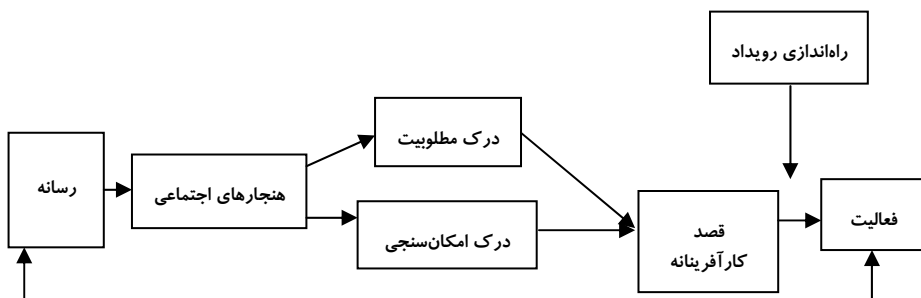 راه‌اندازی رویداد
درک مطلوبیت
رسانه
هنجارهای اجتماعی
درک امکان‌سنجی
قصد
کارآفرینانه
فعالیت